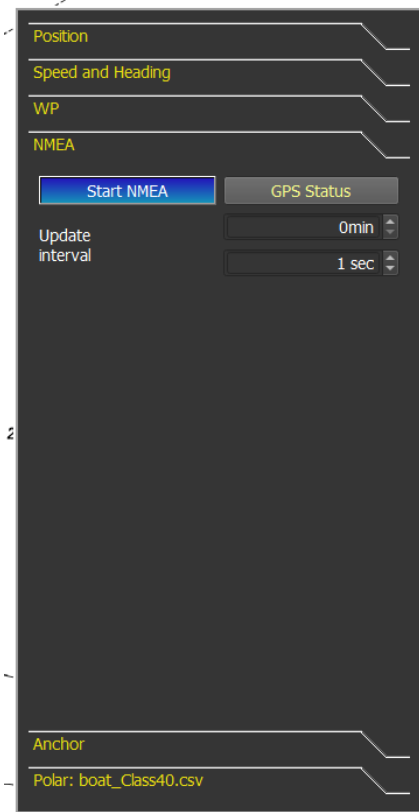 Position
Speed and Heading
WP
NMEA
Start NMEA GPS Status
Update 0min
interval 1 sec
2
Anchor
Polar: boat_Class40.csv